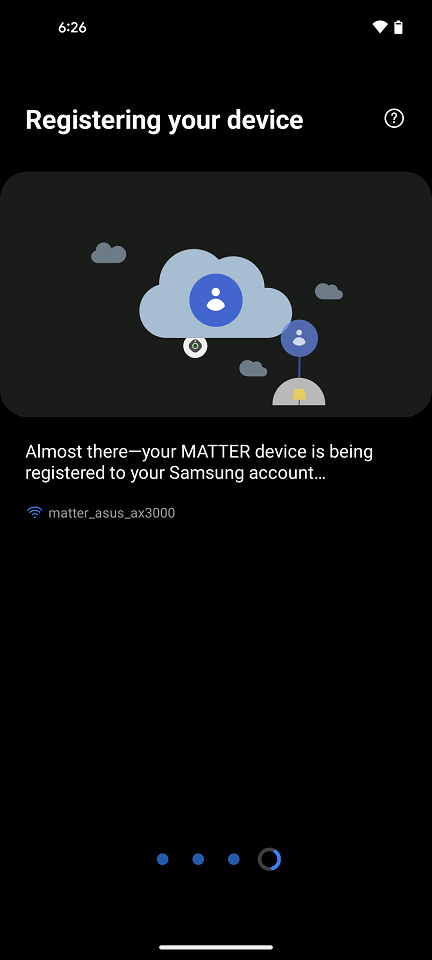 6:26
Registering your device
Almost there—your MATTER device is being
registered to your Samsung account…
matter_asus_ax3000